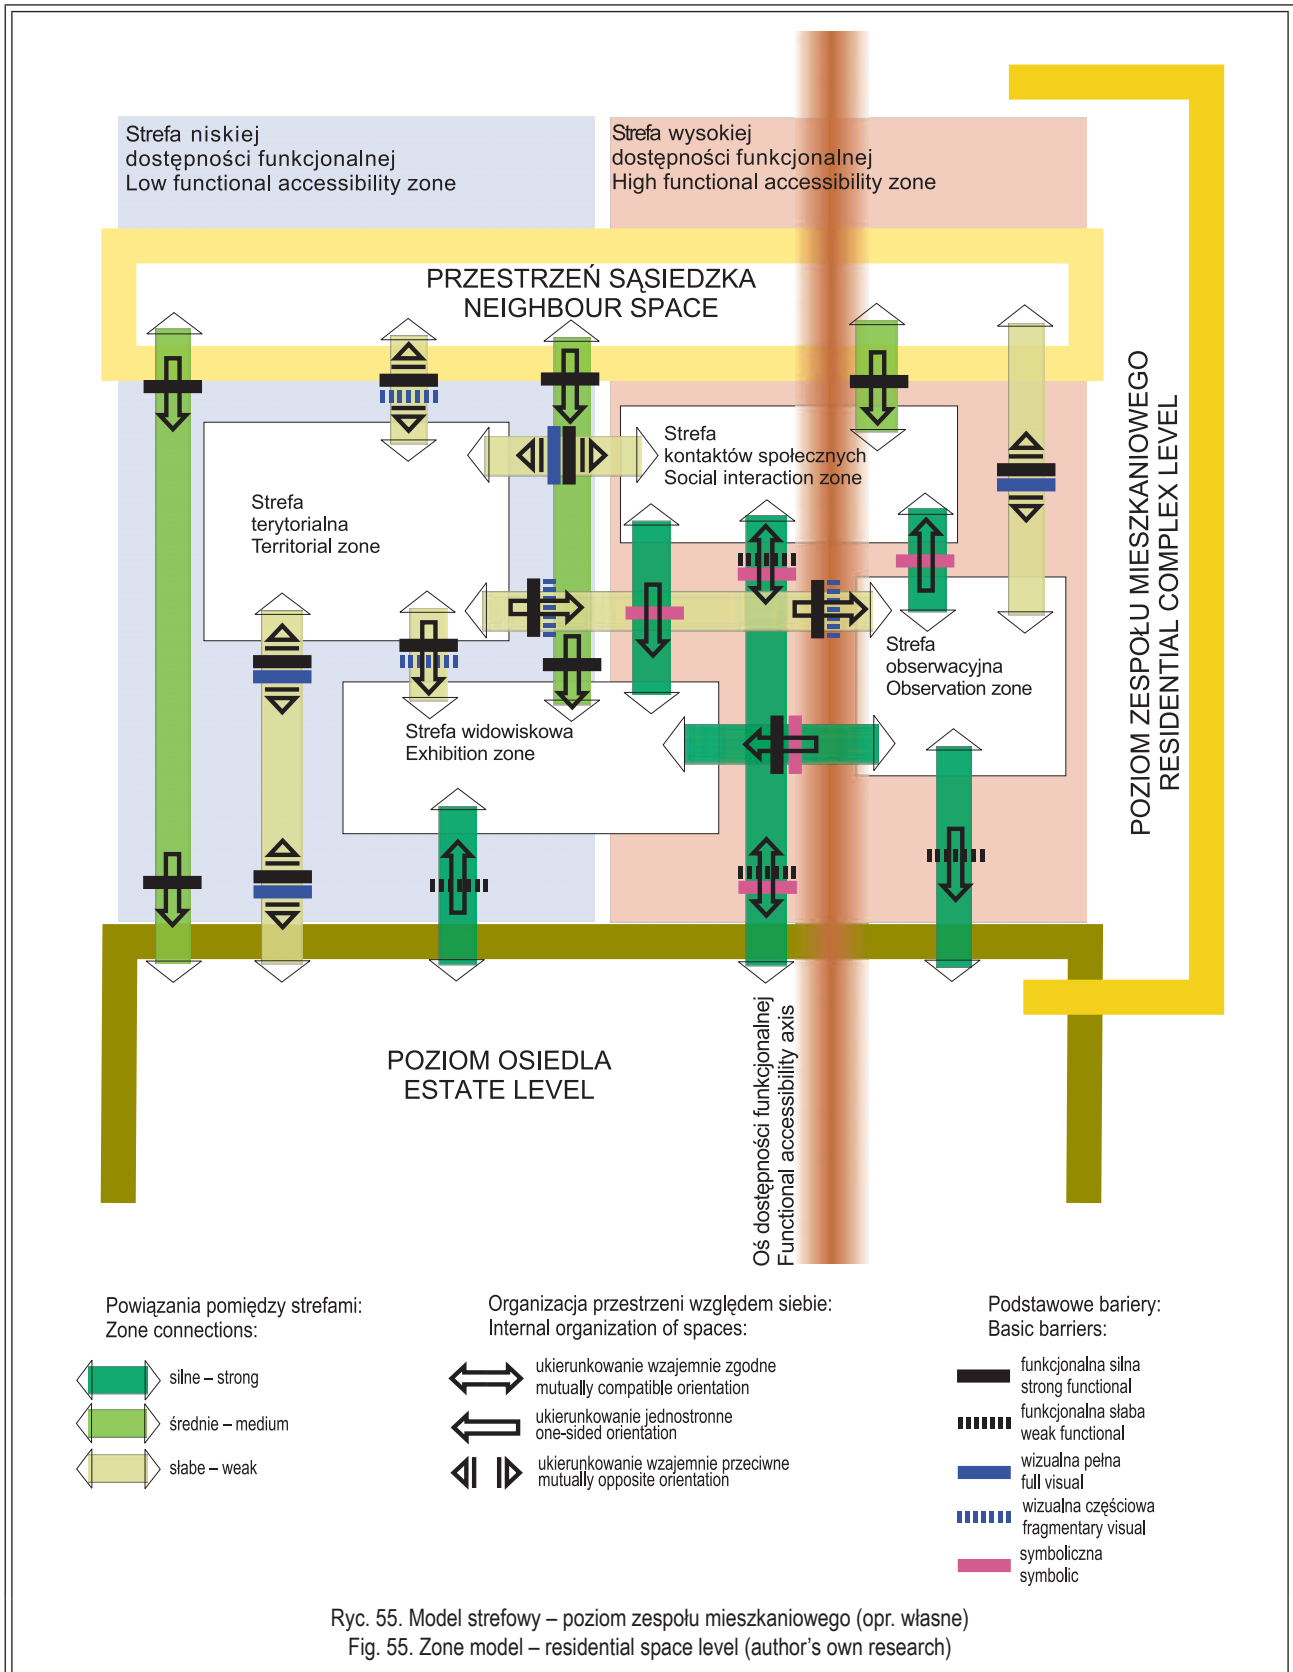 Strefa niskiej
dostępności funkcjonalnej
Low functional accessibility zone
Strefa wysokiej
dostępności funkcjonalnej
High functional accessibility zone
PRZESTRZEŃ SĄSIEDZKA
NEIGHBOUR SPACE
Strefa
kontaktów społecznych
Social interaction zone
Strefa
terytorialna
Territorial zone
Strefa
obserwacyjna
Observation zone
Strefa widowiskowa
Exhibition zone
POZIOM ZESPOŁU MIESZKANIOWEGO
RESIDENTIAL COMPLEX LEVEL
POZIOM OSIEDLA
ESTATE LEVEL
Oś dostępności funkcjonalnej
Functional accessibility axis
Powiązania pomiędzy strefami:
Zone connections:
silne – strong
średnie – medium
słabe – weak
Organizacja przestrzeni względem siebie:
Internal organization of spaces:
ukierunkowanie wzajemnie zgodne
mutually compatible orientation
ukierunkowanie jednostronne
one-sided orientation
ukierunkowanie wzajemnie przeciwne
mutually opposite orientation
Podstawowe bariery:
Basic barriers:
funkcjonalna silna
strong functional
funkcjonalna słaba
weak functional
wizualna pełna
full visual
wizualna częściowa
fragmentary visual
symboliczna
symbolic
Ryc. 55. Model strefowy – poziom zespołu mieszkaniowego (opr. własne)
Fig. 55. Zone model – residential space level (author's own research)